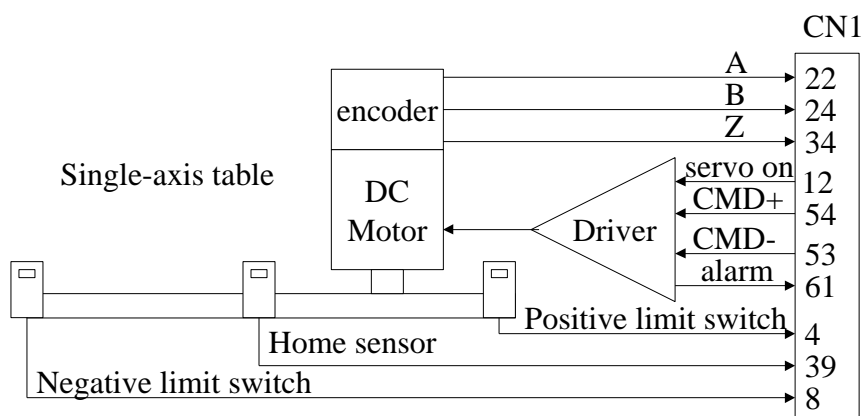 CN1
A
22
B
24
encoder
Z
34
Single-axis table
servo on
12
DC
Motor
CMD+
54
Driver
CMD-
53
alarm
61
Positive limit switch
4
Home sensor
39
Negative limit switch
8